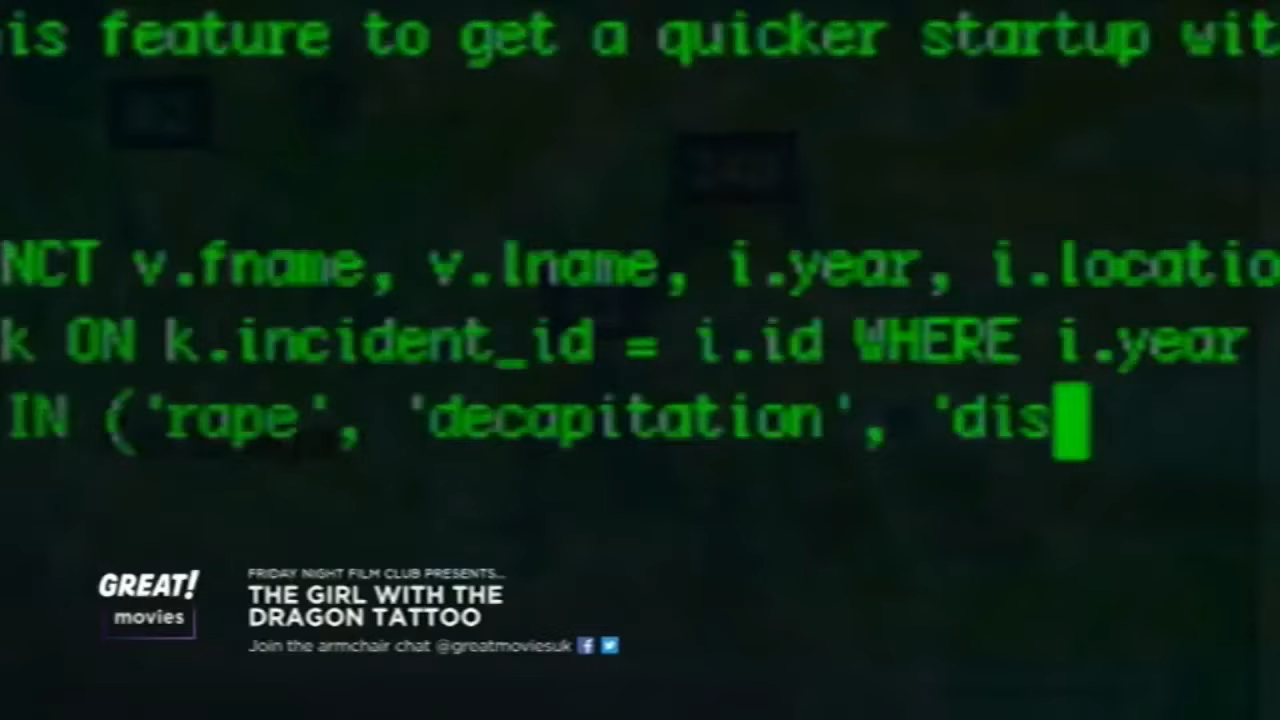 is feature to get a quicker startup wit
NCT v.fname, v.lname, i.year, i.locatio
k ON k.incident_id = i.id WHERE i.year
IN ('rape', 'decapitation', 'dis
GREAT!
movies
FRIDAY NIGHT FILM CLUB PRESENTS...
THE GIRL WITH THE
DRAGON TATTOO
Join the armchair chat @greatmoviesuk